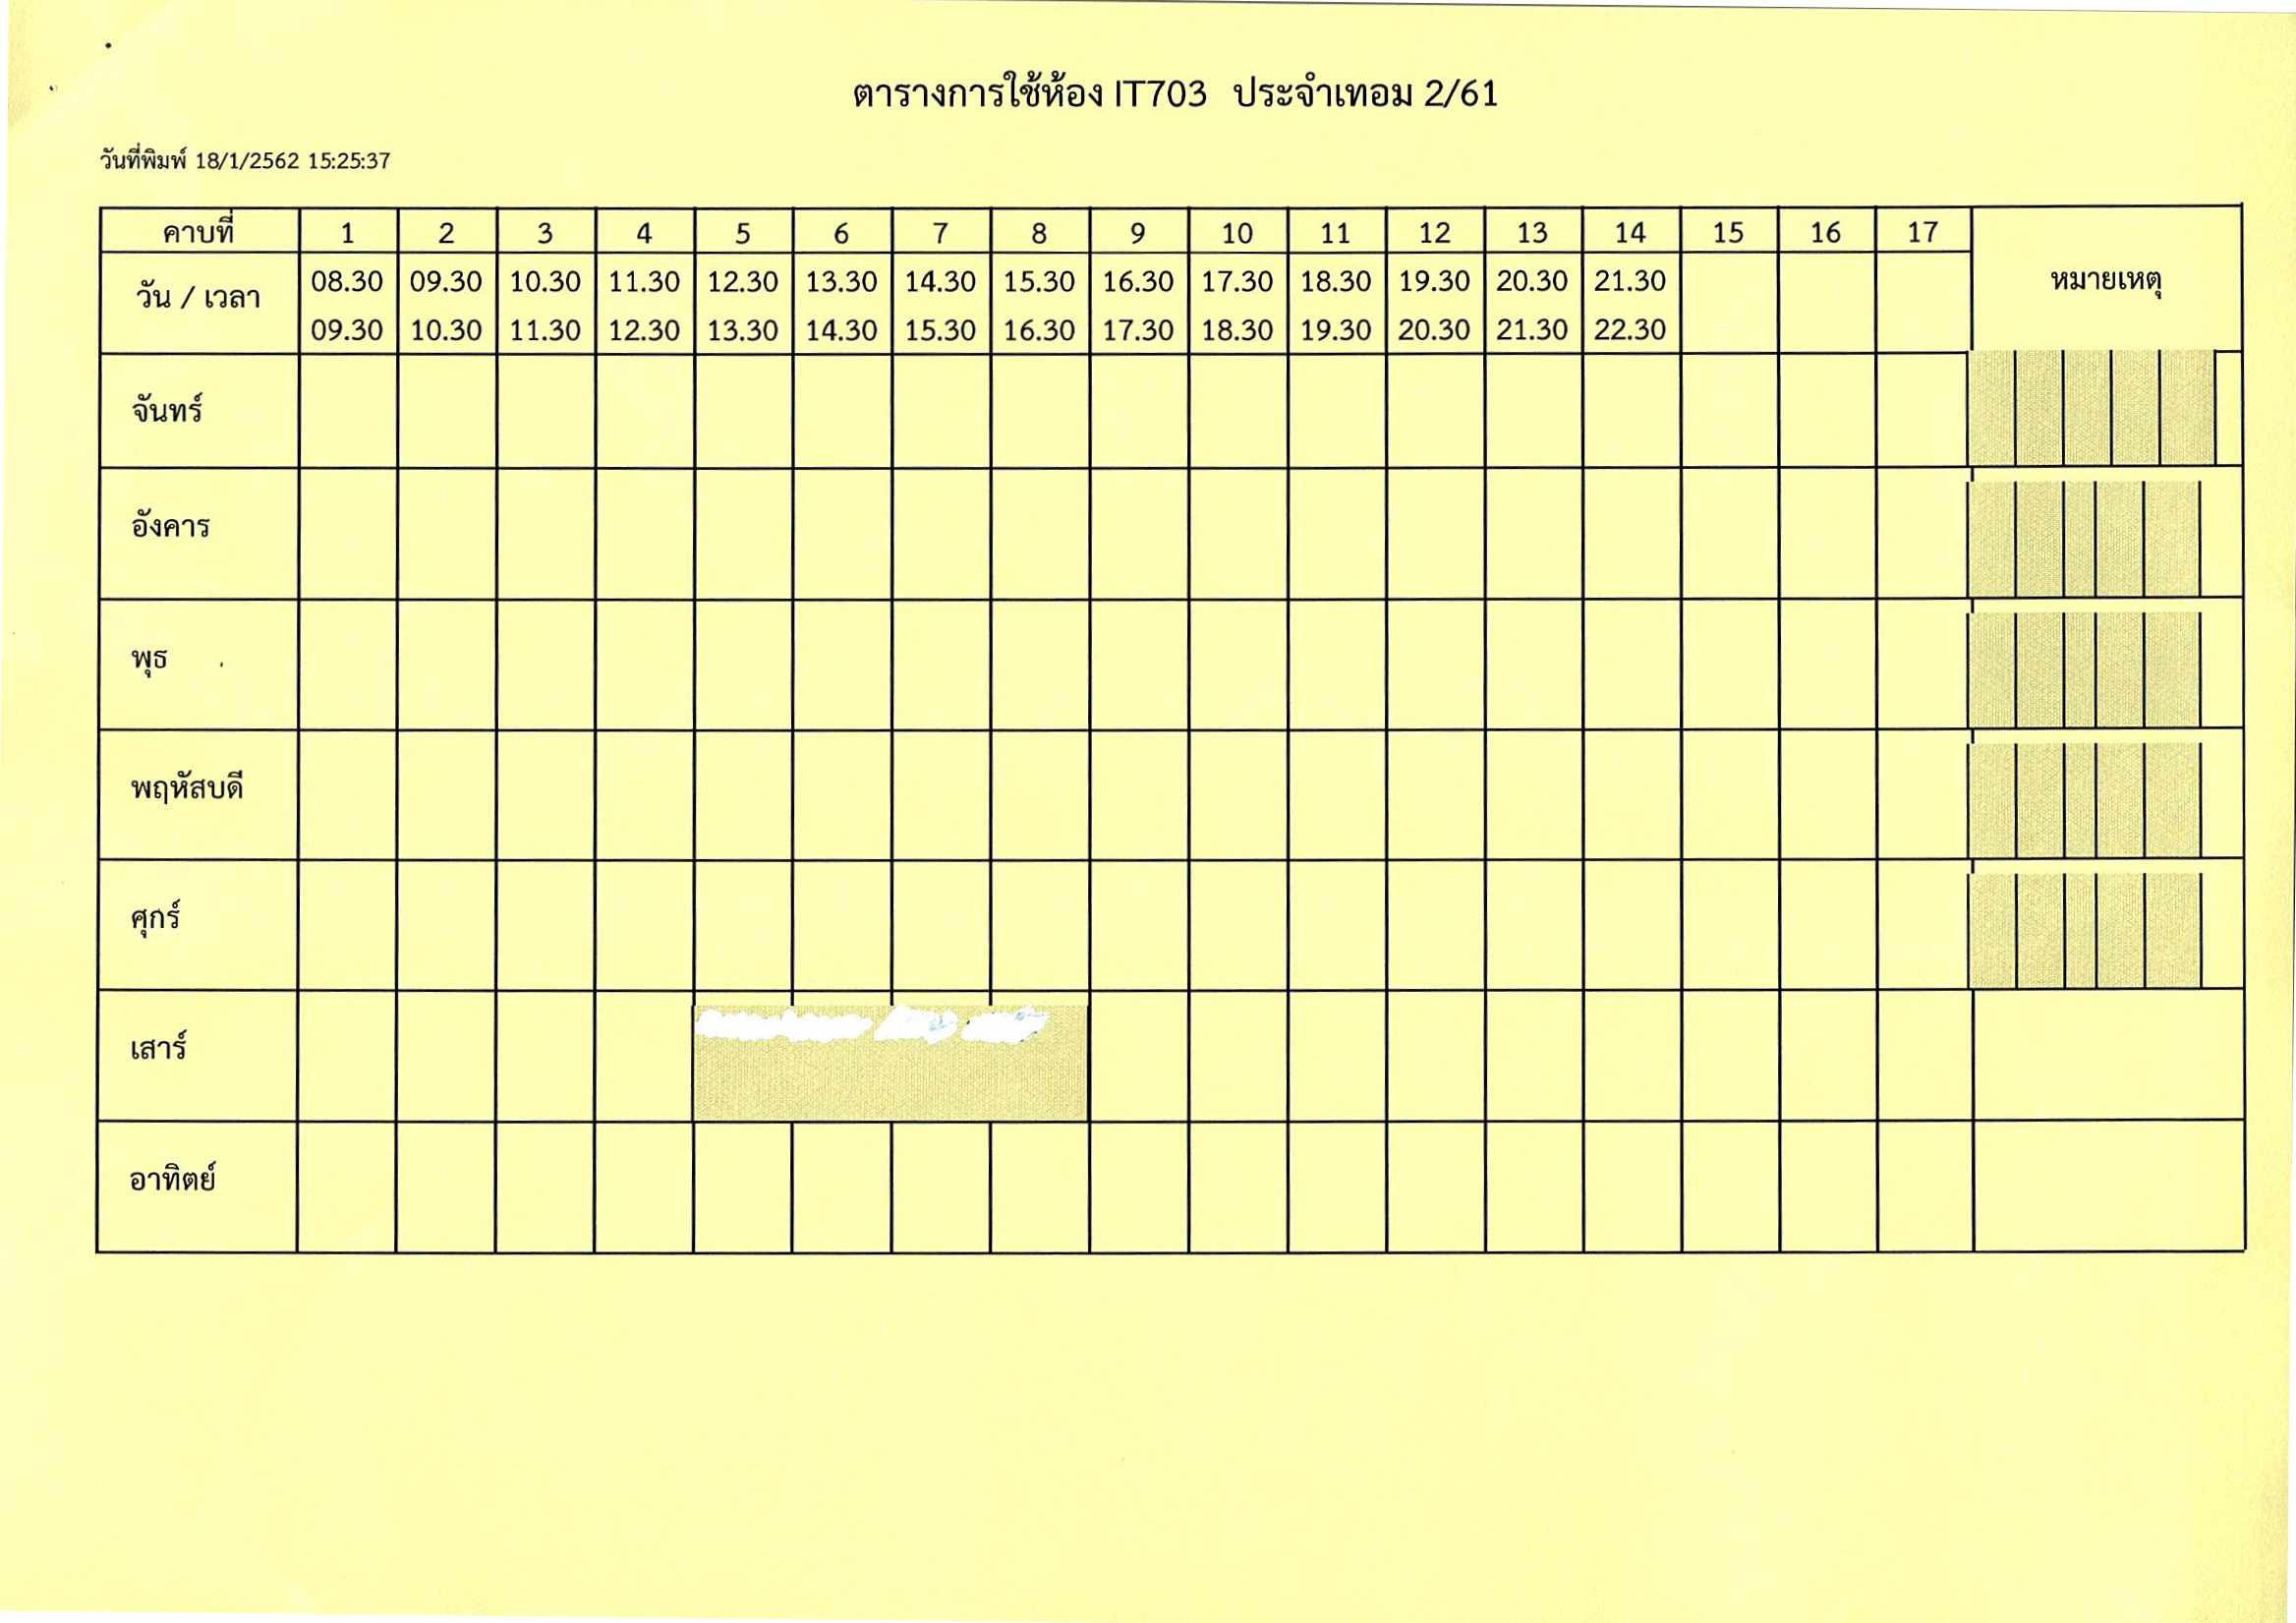 ตารางการใช้ห้อง IT703 ประจำเทอม 2/61
วันที่พิมพ์ 18/1/2562 15:25:37
คาบที่ 1 2 3 4 5 6 7 8 9 10 11 12 13 14 15 16 17
วัน / เวลา 08.30 09.30 10.30 11.30 12.30 13.30 14.30 15.30 16.30 17.30 18.30 19.30 20.30 21.30 หมายเหตุ
09.30 10.30 11.30 12.30 13.30 14.30 15.30 16.30 17.30 18.30 19.30 20.30 21.30 22.30
จันทร์
อังคาร
พุธ
พฤหัสบดี
ศุกร์
เสาร์
อาทิตย์